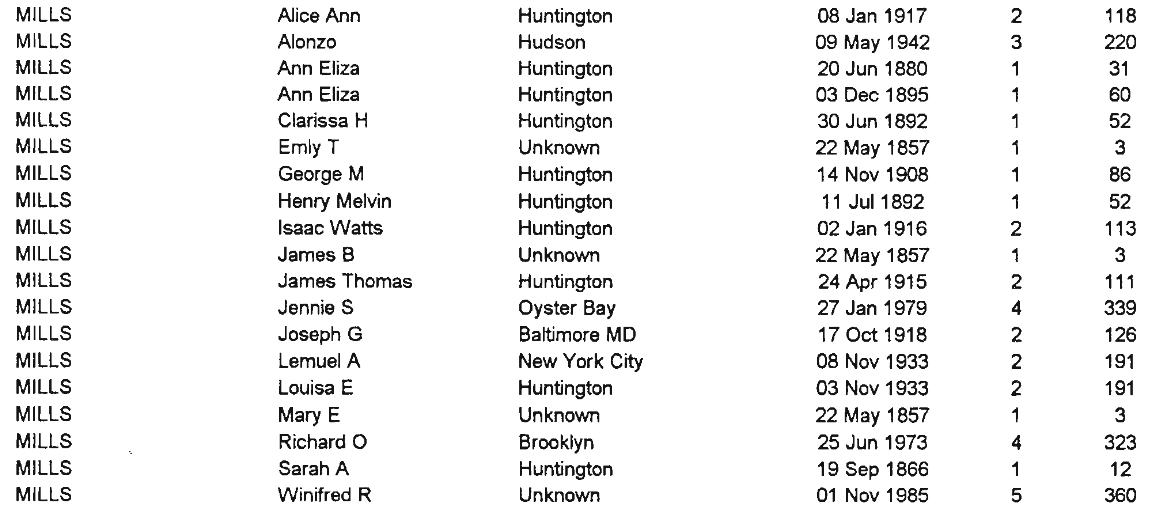 MILLS Alice Ann Huntington 08 Jan 1917 2 118
MILLS Alonzo Hudson 09 May 1942 3 220
MILLS Ann Eliza Huntington 20 Jun 1880 1 31
MILLS Ann Eliza Huntington 03 Dec 1895 1 60
MILLS Clarissa H Huntington 30 Jun 1892 1 52
MILLS Emly T Unknown 22 May 1857 1 3
MILLS George M Huntington 14 Nov 1908 1 86
MILLS Henry Melvin Huntington 11 Jul 1892 1 52
MILLS Isaac Watts Huntington 02 Jan 1916 2 113
MILLS James B Unknown 22 May 1857 1 3
MILLS James Thomas Huntington 24 Apr 1915 2 111
MILLS Jennie S Oyster Bay 27 Jan 1979 4 339
MILLS Joseph G Baltimore MD 17 Oct 1918 2 126
MILLS Lemuel A New York City 08 Nov 1933 2 191
MILLS Louisa E Huntington 03 Nov 1933 2 191
MILLS Mary E Unknown 22 May 1857 1 3
MILLS Richard O Brooklyn 25 Jun 1973 4 323
MILLS Sarah A Huntington 19 Sep 1866 1 12
MILLS Winifred R Unknown 01 Nov 1985 5 360